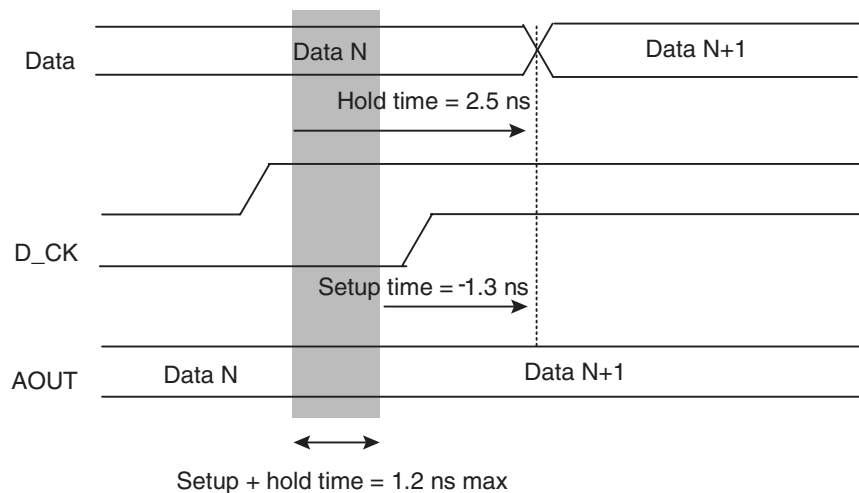 Data
Data N
Data N+1
Hold time = 2.5 ns
D_CK
Setup time = -1.3 ns
AOUT
Data N
Data N+1
Setup + hold time = 1.2 ns max